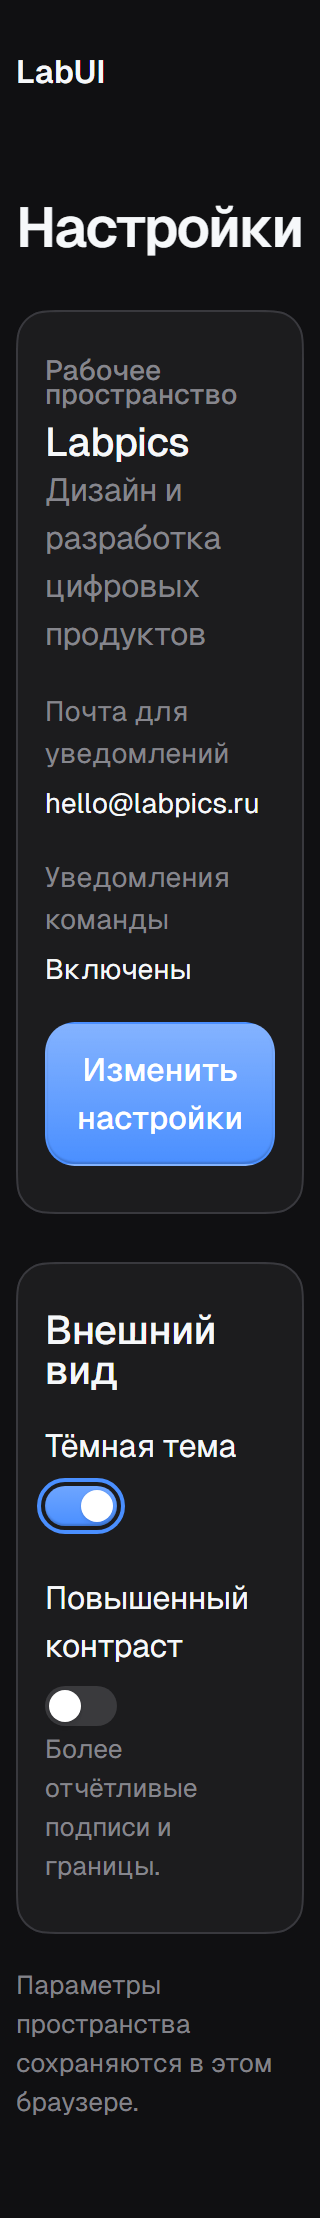 LabUI
Настройки
Рабочее
пространство
Labpics
Дизайн и
разработка
цифровых
продуктов
Почта для
уведомлений
hello@labpics.ru
Уведомления
команды
Включены
Изменить
настройки
Внешний
вид
Тёмная тема
Повышенный
контраст
Более
отчётливые
подписи и
границы.
Параметры
пространства
сохраняются в этом
браузере.